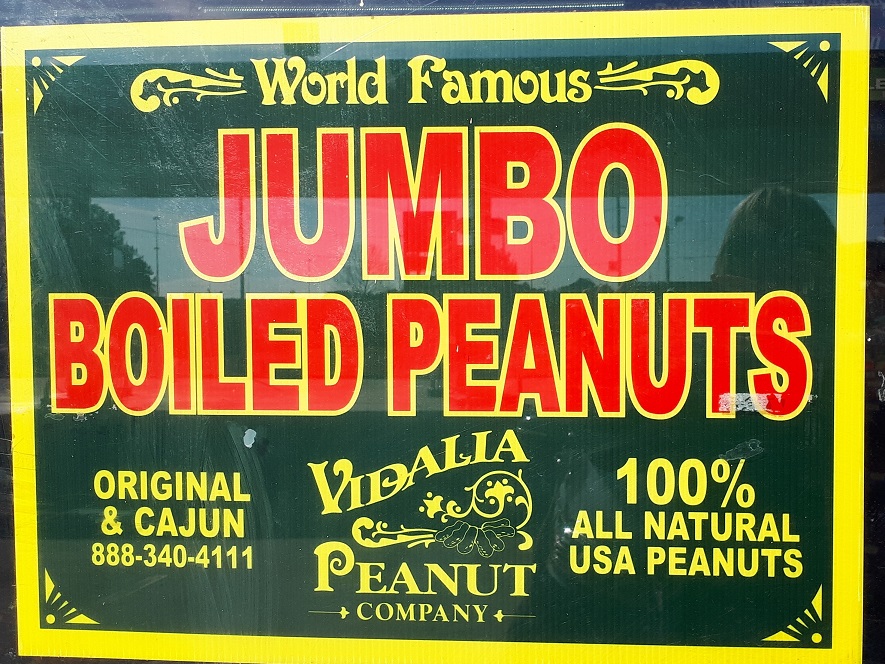 World Famous
JUMBO
BOILED PEANUTS
ORIGINAL
& CAJUN
888-340-4111
VIDALIA
PEANUT
COMPANY
100%
ALL NATURAL
USA PEANUTS